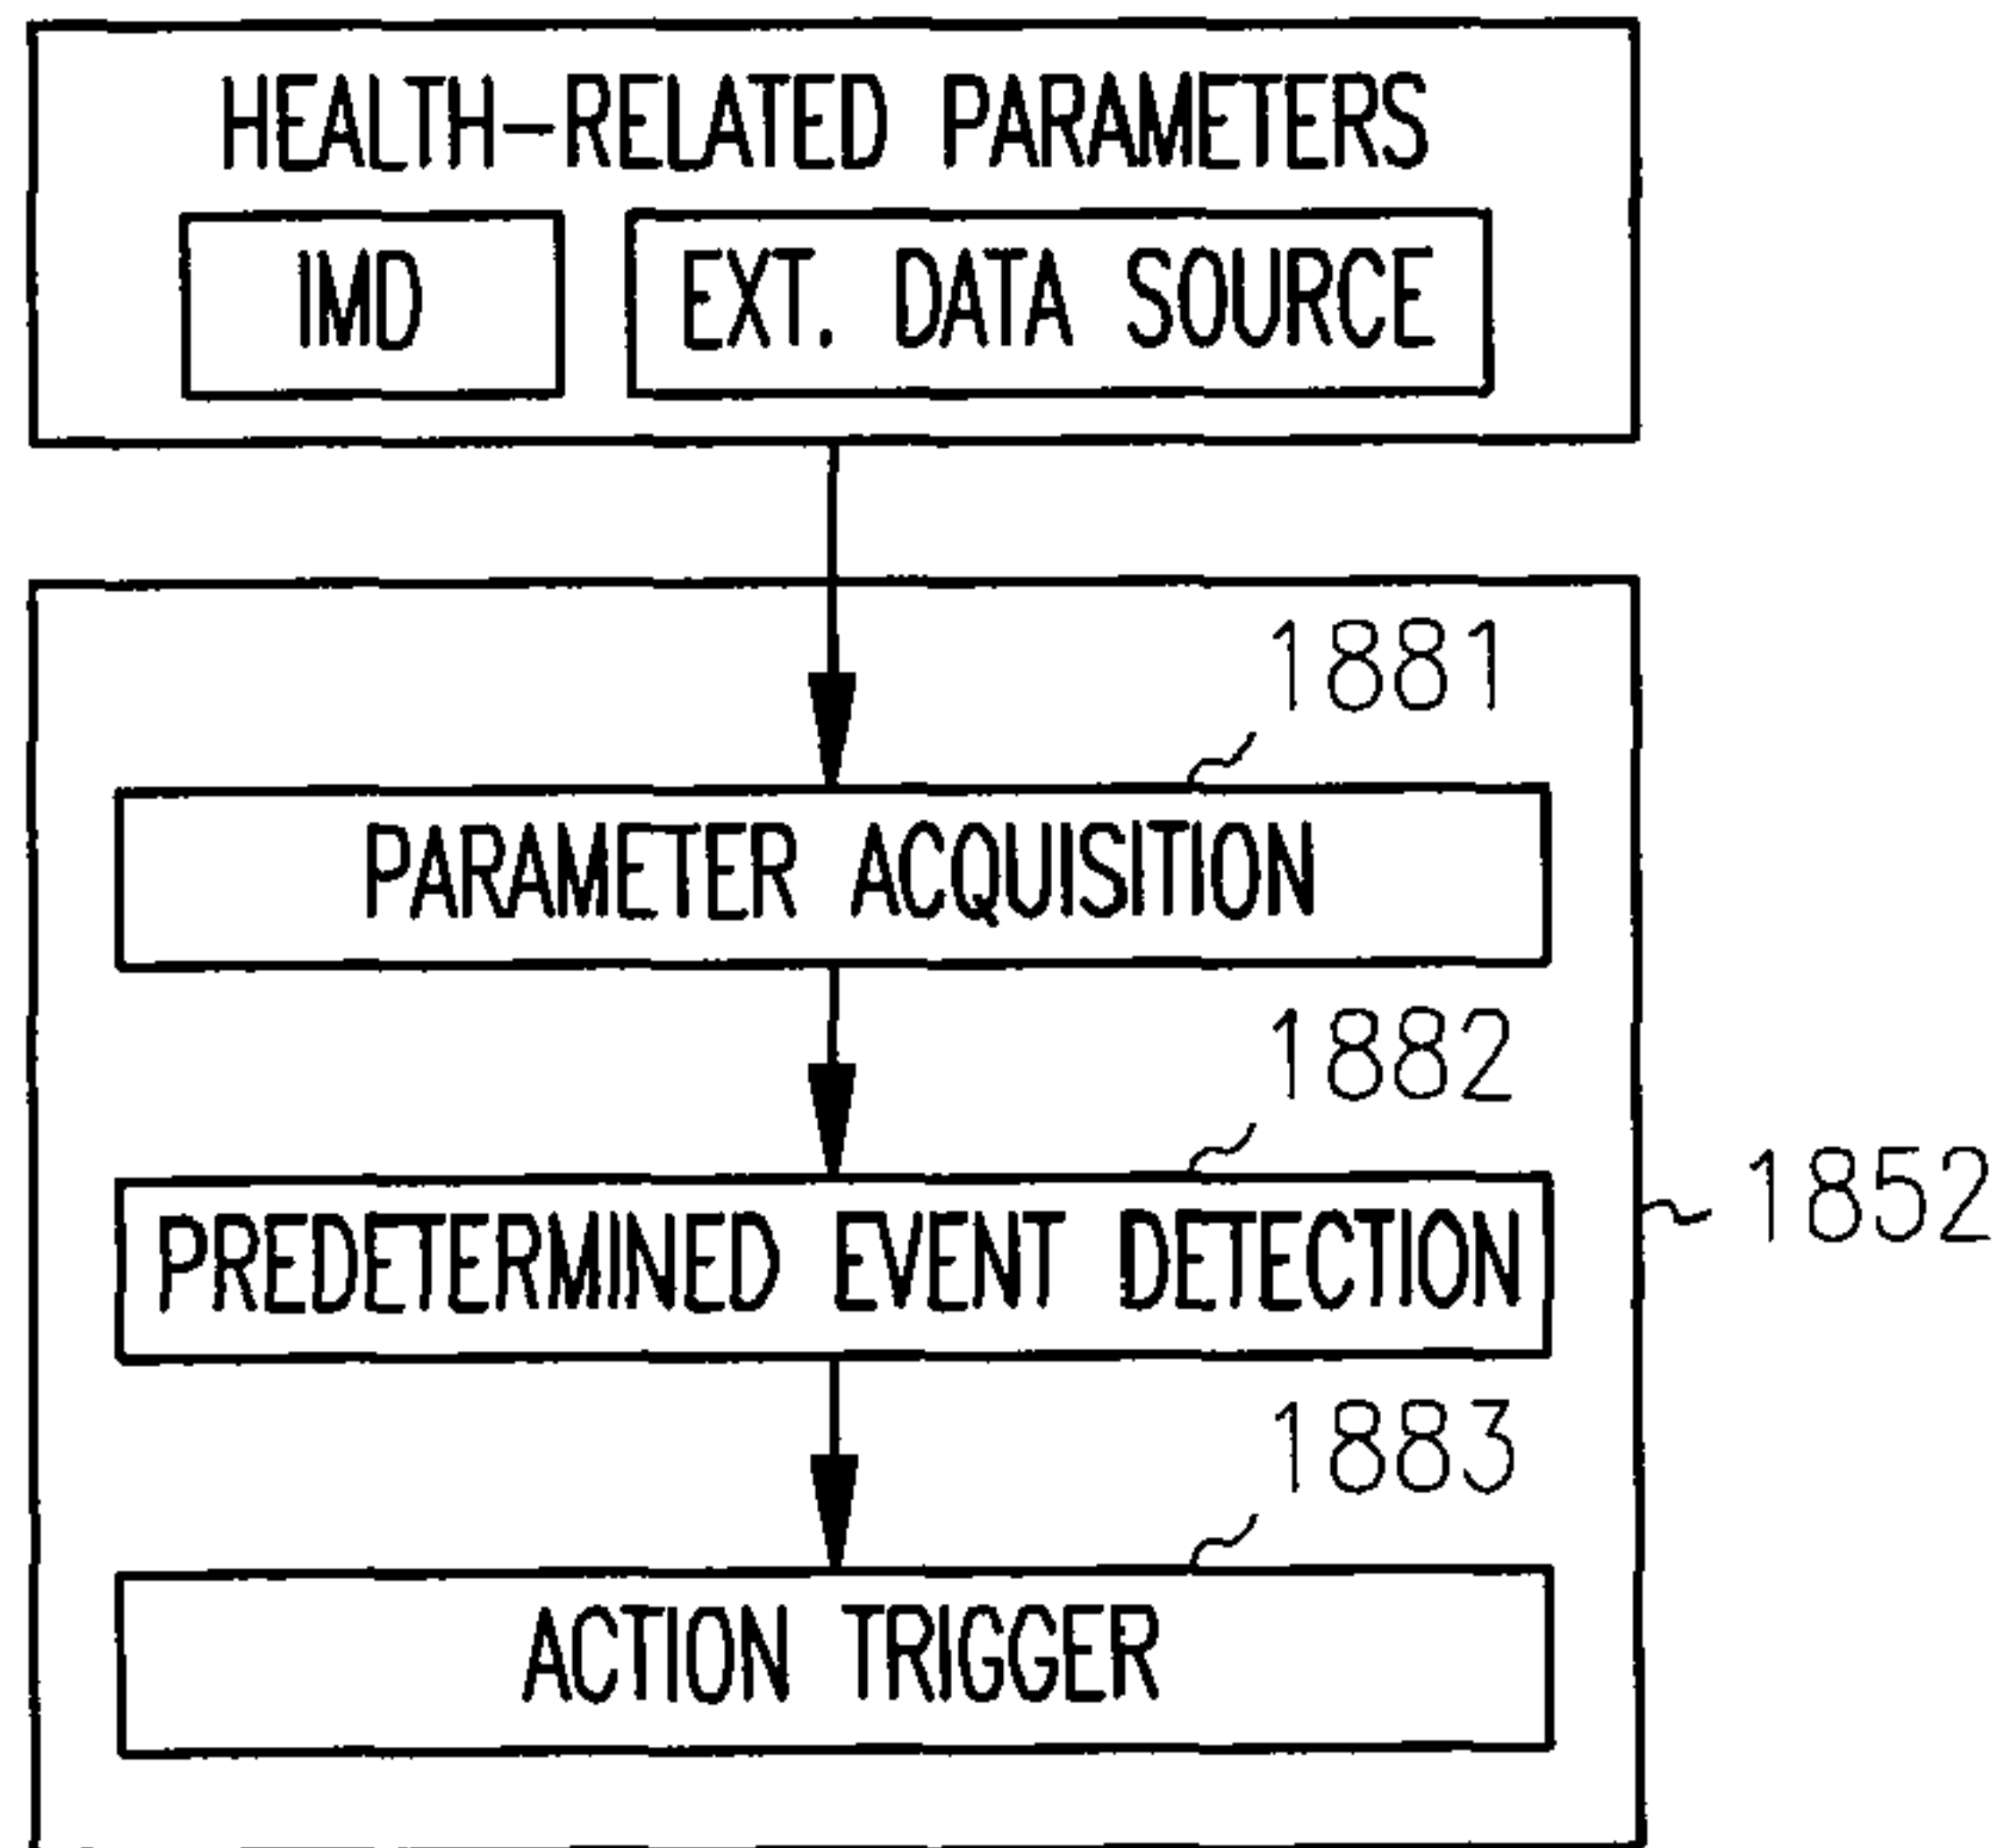 HEALTH-RELATED PARAMETERS
IMD
EXT. DATA SOURCE
1881
PARAMETER ACQUISITION
1882
PREDETERMINED EVENT DETECTION
1852
1883
ACTION TRIGGER